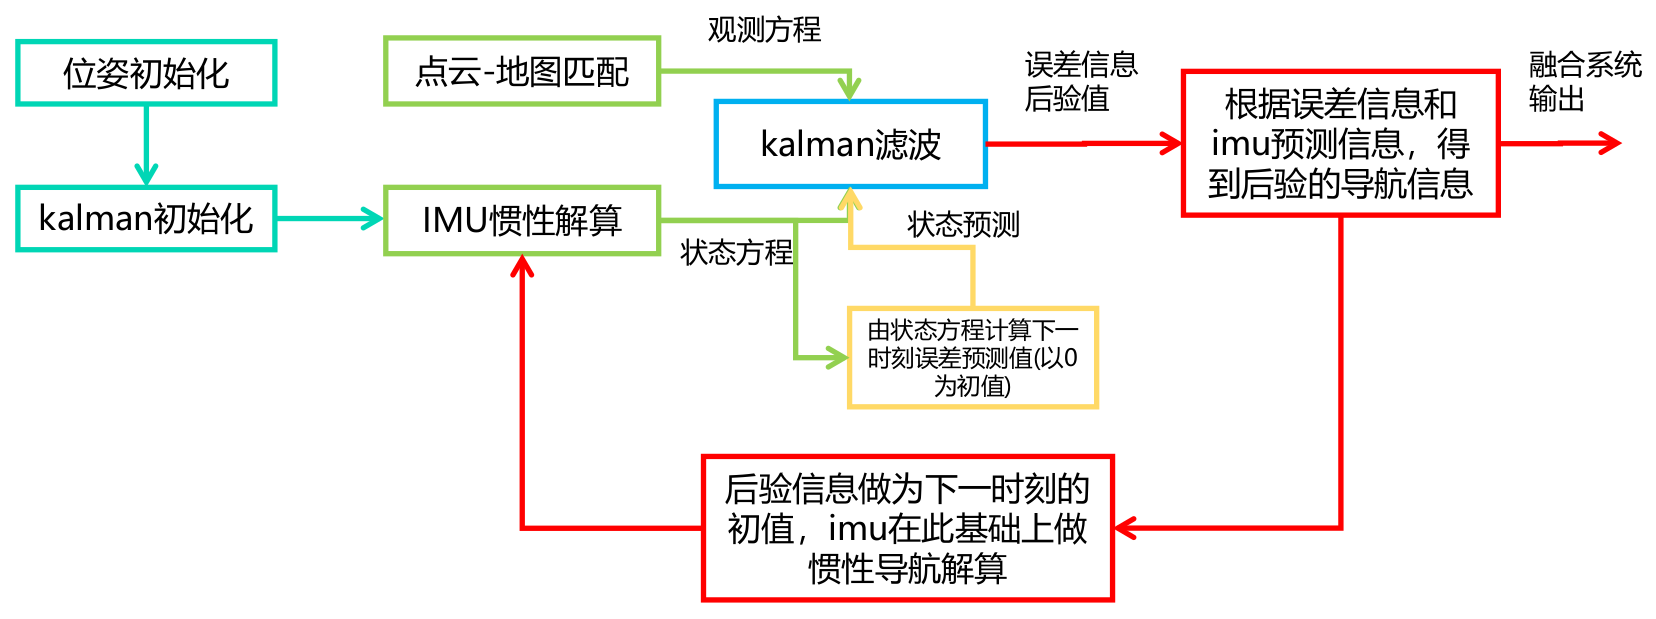 位姿初始化
kalman初始化
点云-地图匹配
观测方程
IMU惯性解算
状态方程
kalman滤波
状态预测
由状态方程计算下一
时刻误差预测值(以0
为初值)
误差信息
后验值
根据误差信息和
imu预测信息，得
到后验的导航信息
融合系统
输出
后验信息做为下一时刻的
初值，imu在此基础上做
惯性导航解算